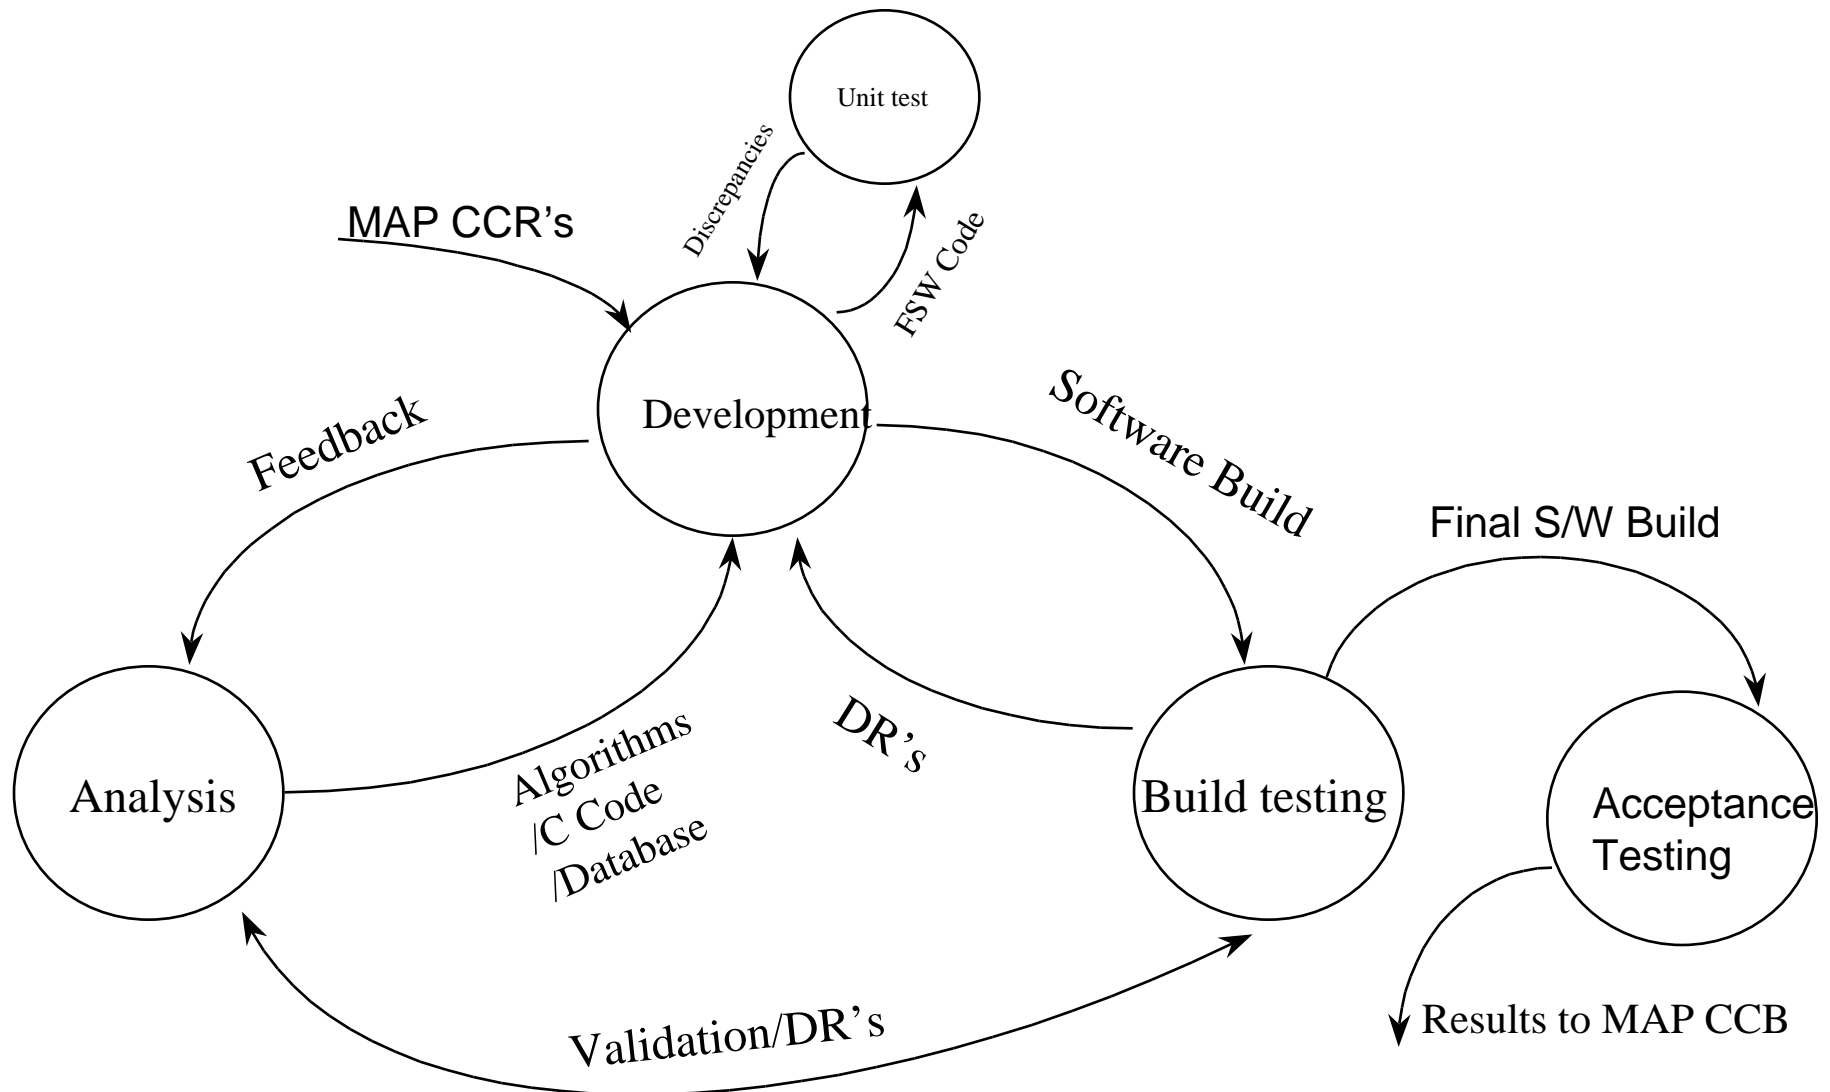 Unit test
Discrepancies
MAP CCR’s
FSW Code
Development
Feedback
Software Build
Final S/W Build
DR’s
Algorithms
/C Code
/Database
Analysis
Build testing
Acceptance
Testing
Validation/DR’s
Results to MAP CCB